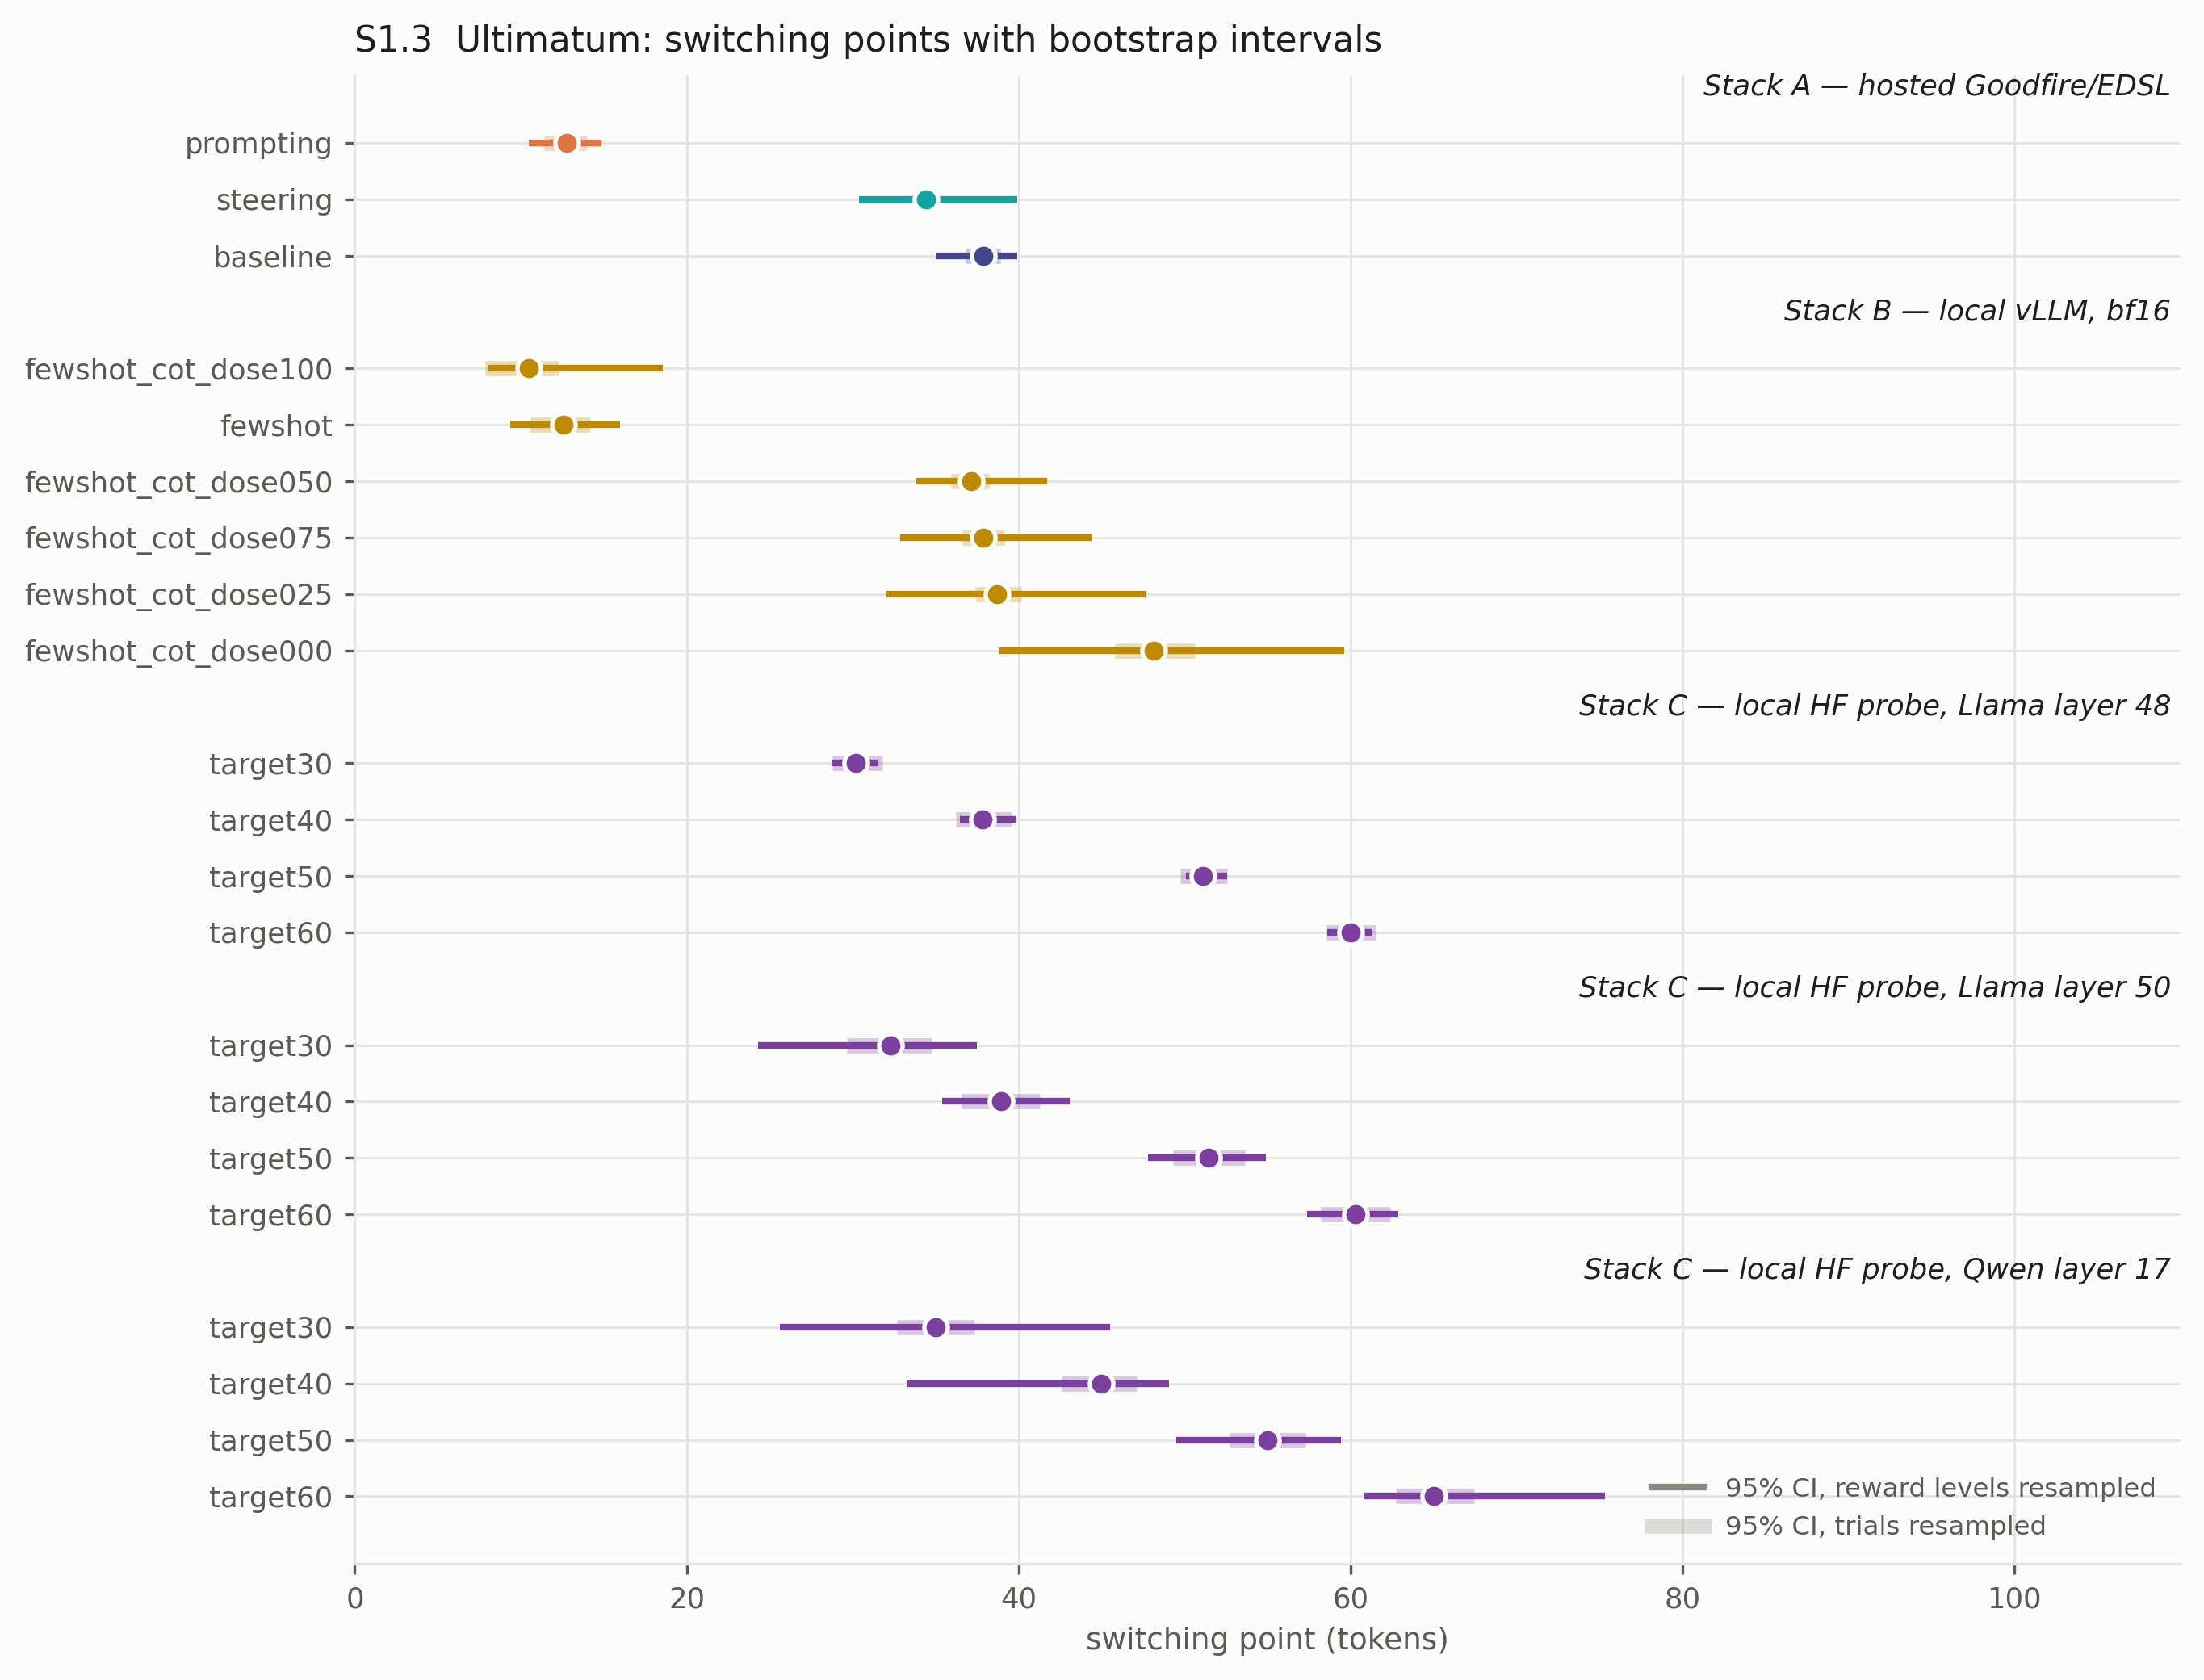 S1.3  Ultimatum: switching points with bootstrap intervals
Stack A — hosted Goodfire/EDSL
prompting
steering
baseline
Stack B — local vLLM, bf16
fewshot_cot_dose100
fewshot
fewshot_cot_dose050
fewshot_cot_dose075
fewshot_cot_dose025
fewshot_cot_dose000
Stack C — local HF probe, Llama layer 48
target30
target40
target50
target60
Stack C — local HF probe, Llama layer 50
target30
target40
target50
target60
Stack C — local HF probe, Qwen layer 17
target30
target40
target50
target60
95% CI, reward levels resampled
95% CI, trials resampled
0 20 40 60 80 100
switching point (tokens)